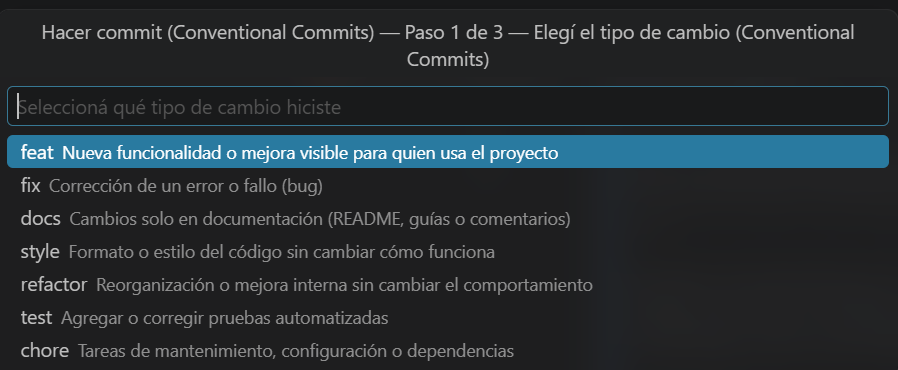 Hacer commit (Conventional Commits) — Paso 1 de 3 — Elegí el tipo de cambio (Conventional
Commits)
Seleccioná qué tipo de cambio hiciste
feat Nueva funcionalidad o mejora visible para quien usa el proyecto
fix Corrección de un error o fallo (bug)
docs Cambios solo en documentación (README, guías o comentarios)
style Formato o estilo del código sin cambiar cómo funciona
refactor Reorganización o mejora interna sin cambiar el comportamiento
test Agregar o corregir pruebas automatizadas
chore Tareas de mantenimiento, configuración o dependencias